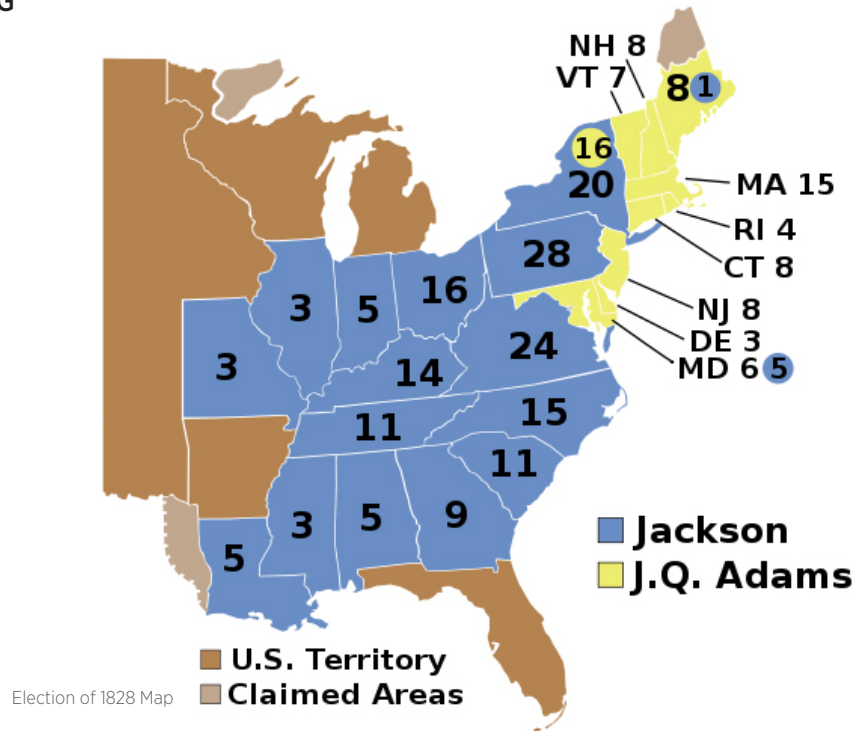 G
NH 8
VT 7
8 1
16
20
MA 15
RI 4
CT 8
28
NJ 8
DE 3
MD 6 5
3
5
16
3
14
24
11
15
11
3
5
9
5
Jackson
J.Q. Adams
U.S. Territory
Claimed Areas
Election of 1828 Map